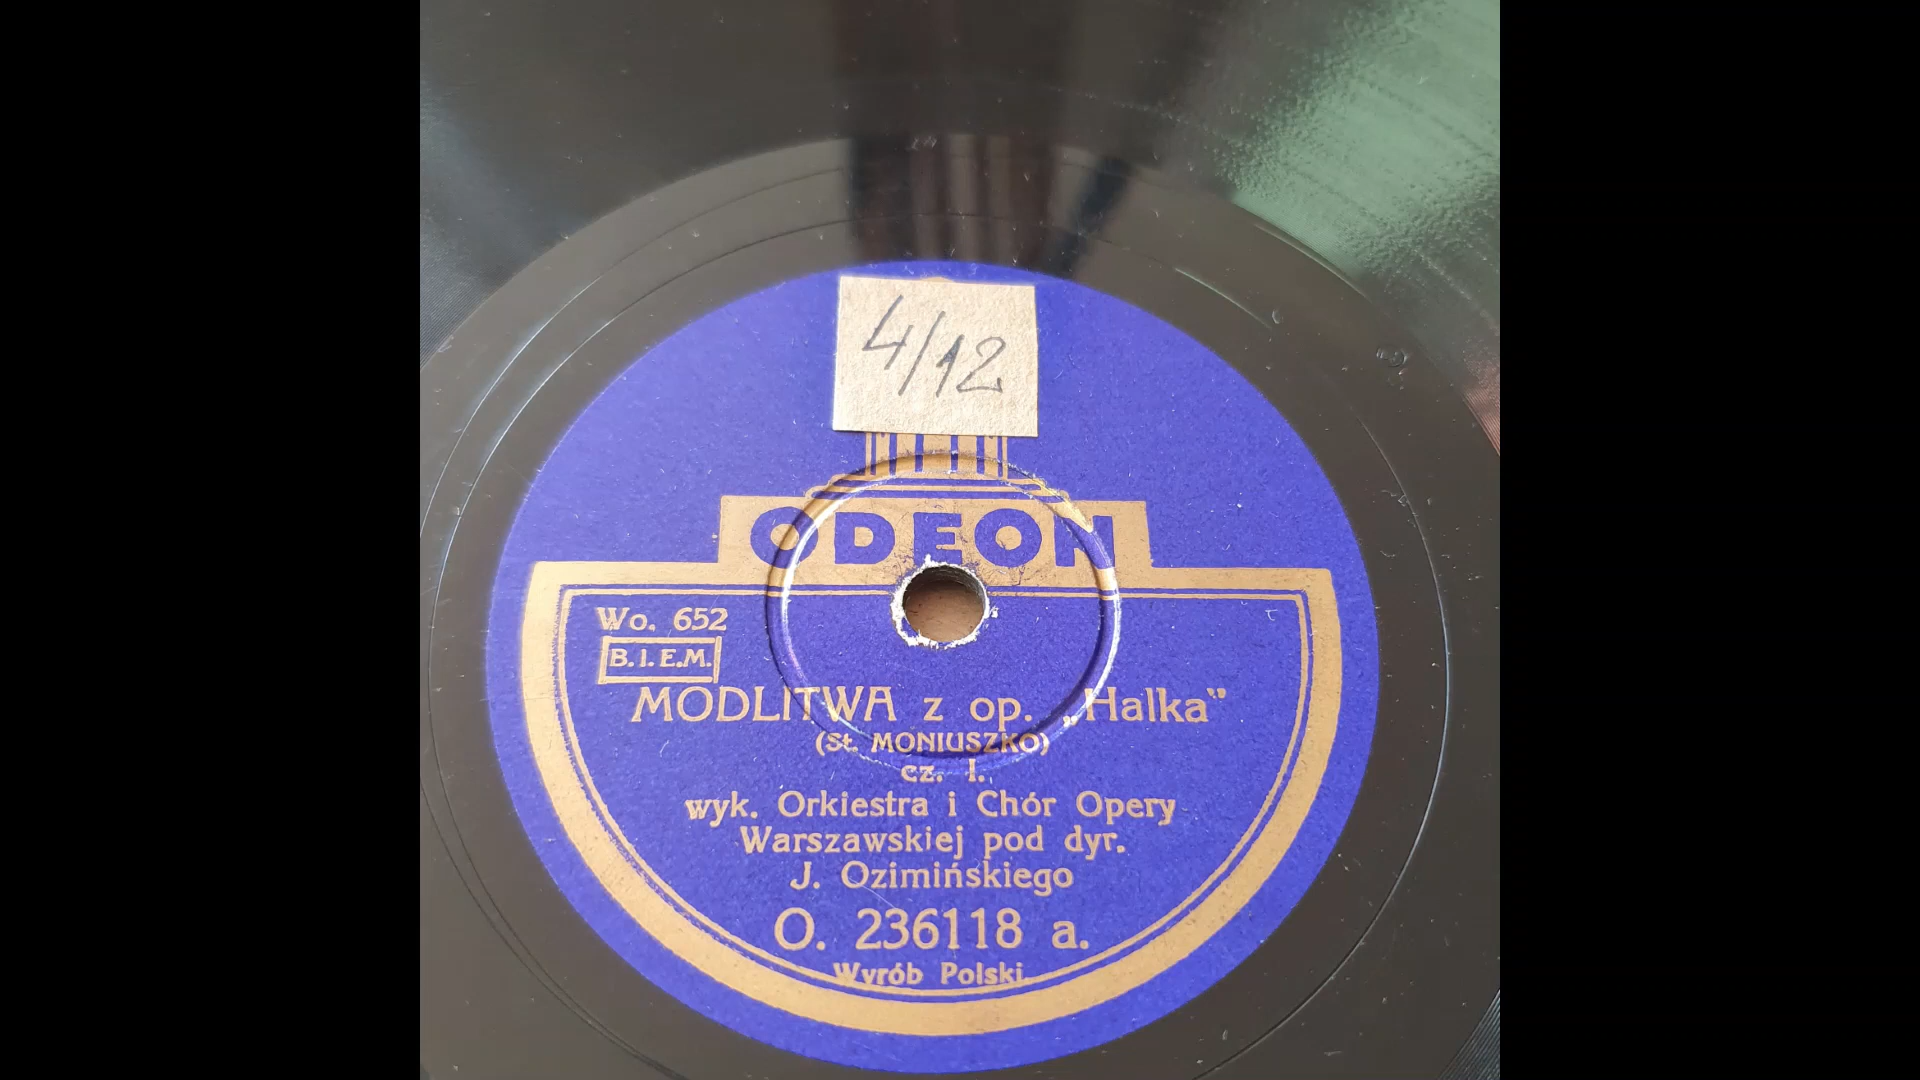 4/12
ODEON
Wo. 652
B.I.E.M.
MODLITWA z op. „Halka”
(St. MONIUSZKO)
cz. I.
wyk. Orkiestra i Chór Opery
Warszawskiej pod dyr.
J. Ozimińskiego
O. 236118 a.
Wyrób Polski